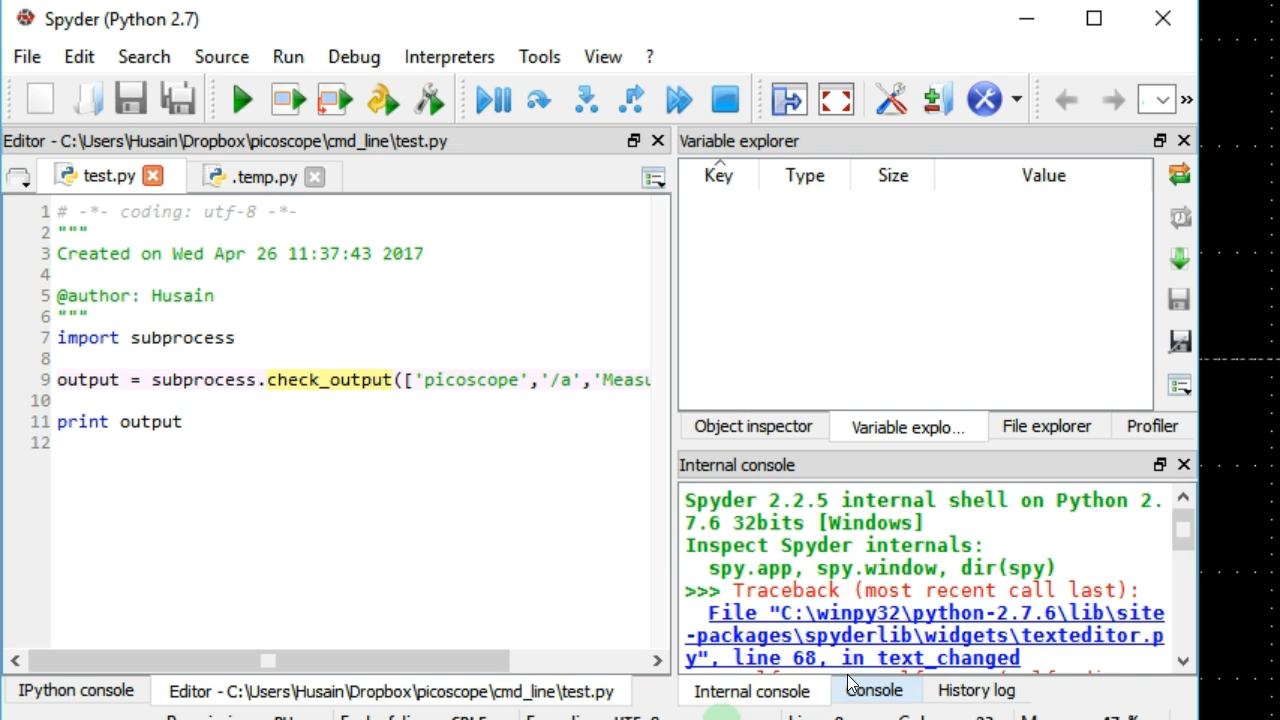 Spyder (Python 2.7)
File Edit Search Source Run Debug Interpreters Tools View ?
Editor - C:\Users\Husain\Dropbox\picoscope\cmd_line\test.py
test.py .temp.py
1 # -*- coding: utf-8 -*-
2 """
3 Created on Wed Apr 26 11:37:43 2017
4
5 @author: Husain
6 """
7 import subprocess
8
9 output = subprocess.check_output(['picoscope','/a','Measu
10
11 print output
12
IPython console Editor - C:\Users\Husain\Dropbox\picoscope\cmd_line\test.py
Variable explorer
Key Type Size Value
Object inspector Variable explo... File explorer Profiler
Internal console
Spyder 2.2.5 internal shell on Python 2.
7.6 32bits [Windows]
Inspect Spyder internals:
spy.app, spy.window, dir(spy)
>>> Traceback (most recent call last):
File "C:\winpy32\python-2.7.6\lib\site
-packages\spyderlib\widgets\texteditor.p
y", line 68, in text_changed
Internal console Console History log